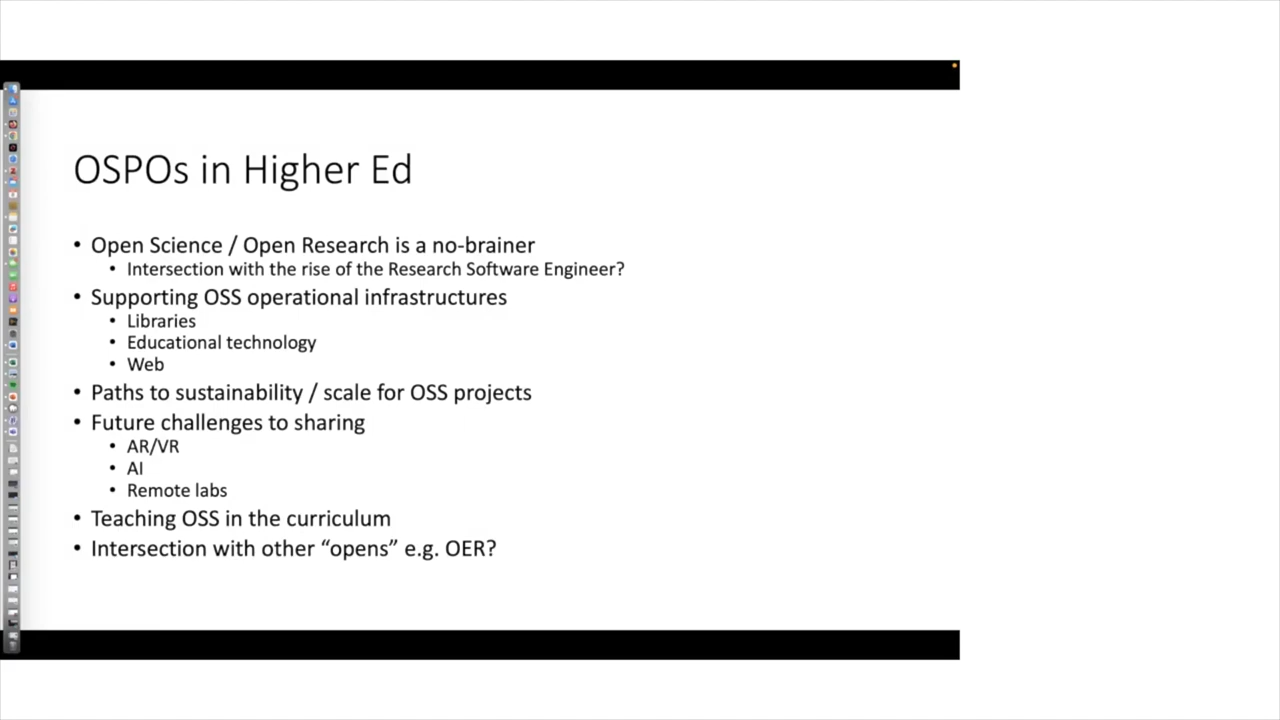 OSPOs in Higher Ed
• Open Science / Open Research is a no-brainer
• Intersection with the rise of the Research Software Engineer?
• Supporting OSS operational infrastructures
• Libraries
• Educational technology
• Web
• Paths to sustainability / scale for OSS projects
• Future challenges to sharing
• AR/VR
• AI
• Remote labs
• Teaching OSS in the curriculum
• Intersection with other “opens” e.g. OER?